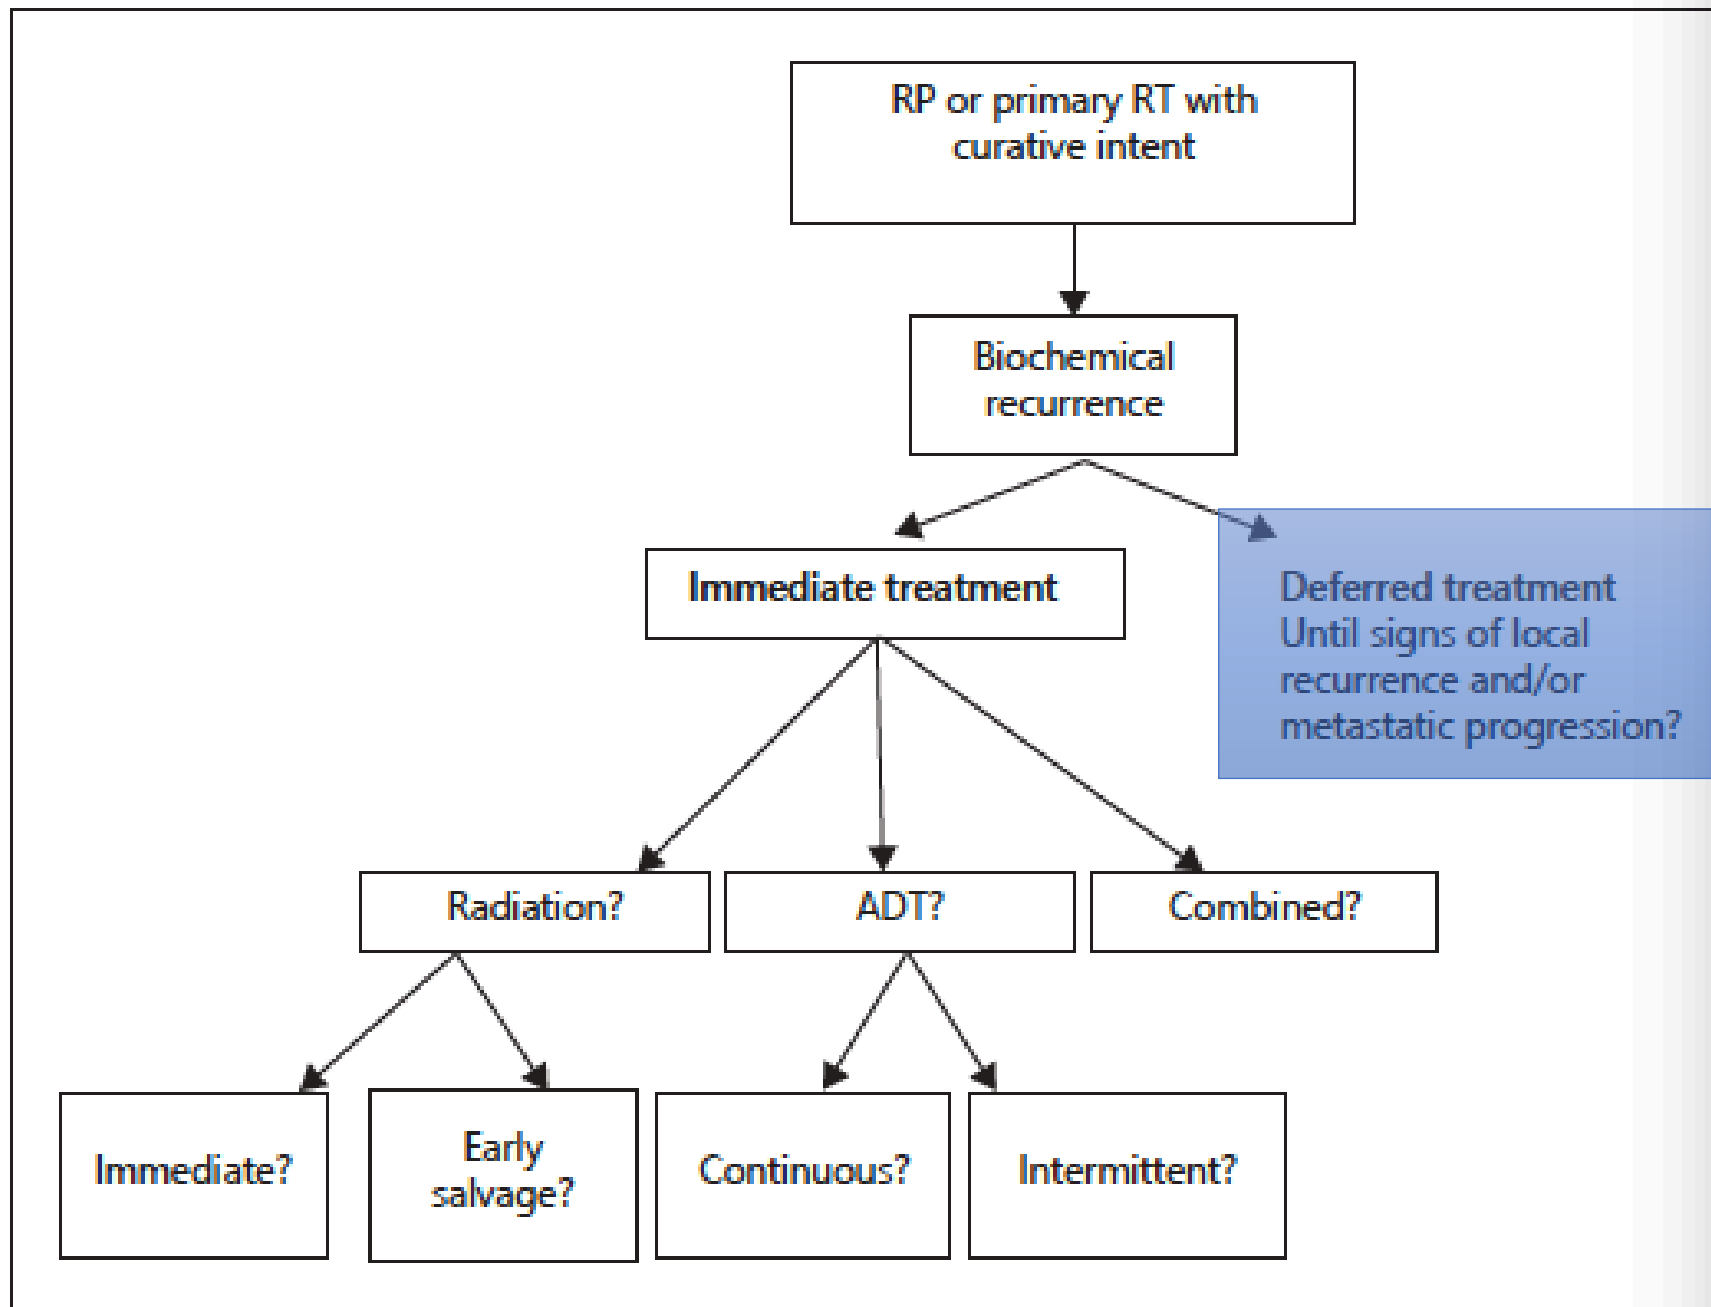 RP or primary RT with
curative intent
Biochemical
recurrence
Immediate treatment
Deferred treatment
Until signs of local
recurrence and/or
metastatic progression?
Radiation?
ADT?
Combined?
Immediate?
Early
salvage?
Continuous?
Intermittent?